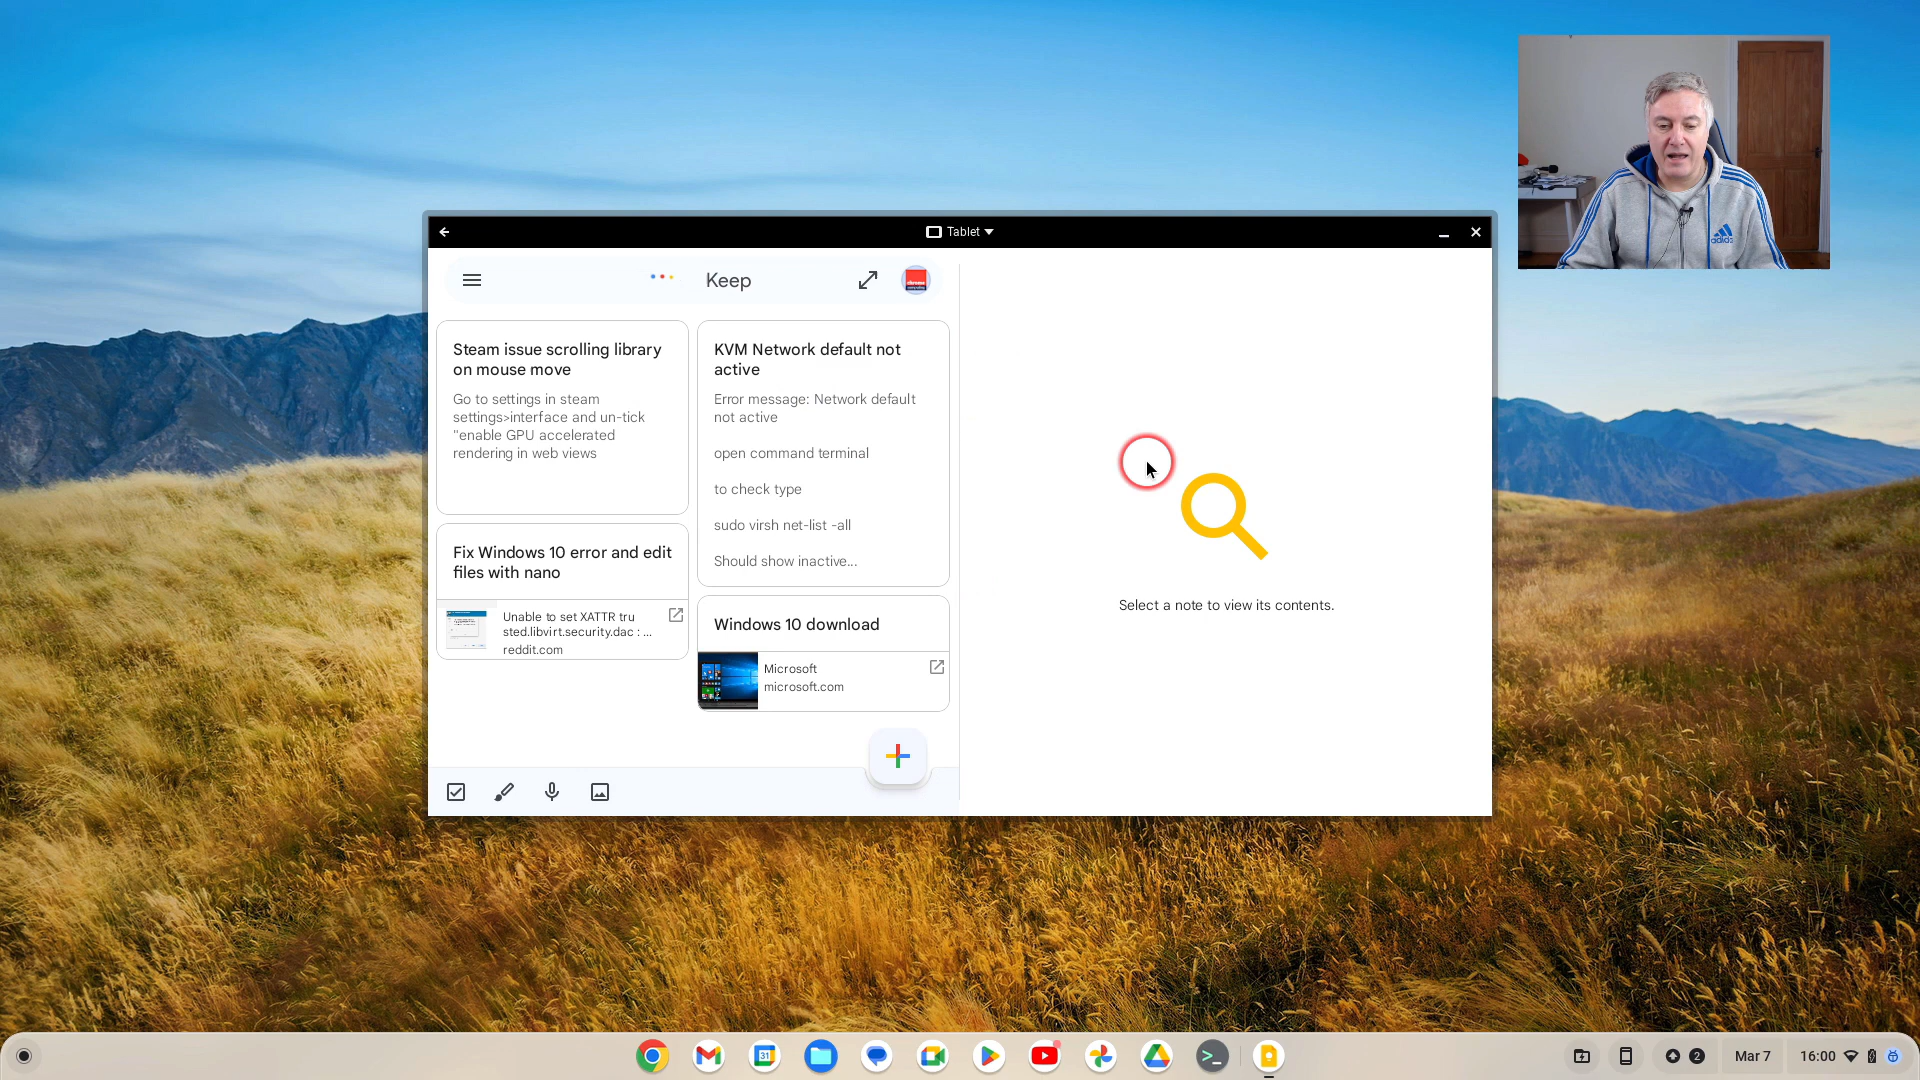 Tablet
Keep
Steam issue scrolling library
on mouse move
Go to settings in steam
settings>interface and un-tick
"enable GPU accelerated
rendering in web views
KVM Network default not
active
Error message: Network default
not active
open command terminal
to check type
sudo virsh net-list -all
Should show inactive...
Fix Windows 10 error and edit
files with nano
Unable to set XATTR tru
sted.libvirt.security.dac : ...
reddit.com
Windows 10 download
Microsoft
microsoft.com
Select a note to view its contents.
adidas
31
2
Mar 7
16:00